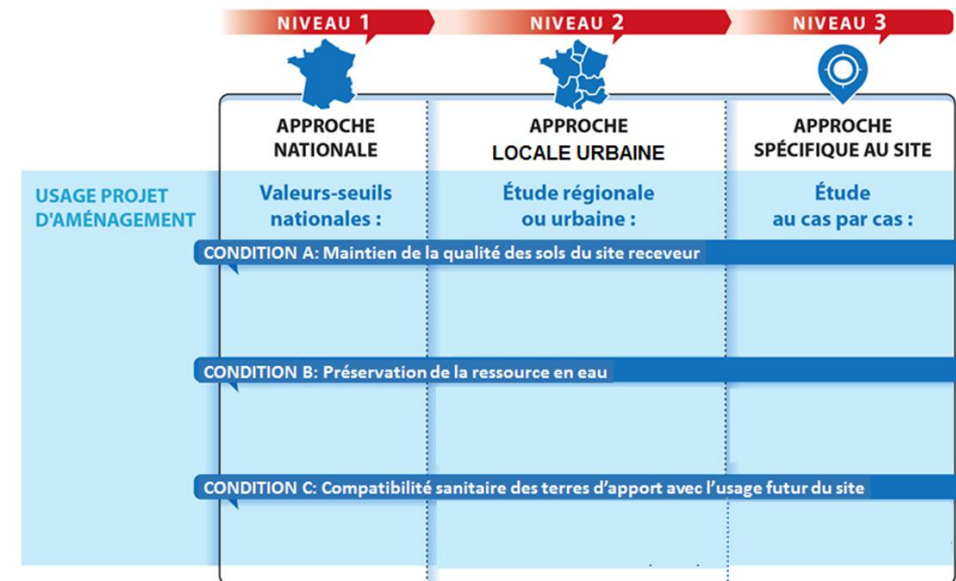 NIVEAU 1
NIVEAU 2
NIVEAU 3
APPROCHE
NATIONALE
APPROCHE
LOCALE URBAINE
APPROCHE
SPÉCIFIQUE AU SITE
USAGE PROJET
D'AMÉNAGEMENT
Valeurs-seuils
nationales :
Étude régionale
ou urbaine :
Étude
au cas par cas :
CONDITION A: Maintien de la qualité des sols du site receveur
CONDITION B: Préservation de la ressource en eau
CONDITION C: Compatibilité sanitaire des terres d'apport avec l'usage futur du site